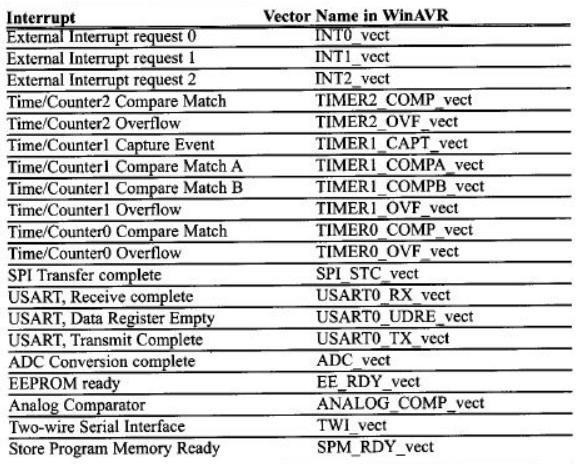 Interrupt Vector Name in WinAVR
External Interrupt request 0 INT0_vect
External Interrupt request 1 INT1_vect
External Interrupt request 2 INT2_vect
Time/Counter2 Compare Match TIMER2_COMP_vect
Time/Counter2 Overflow TIMER2_OVF_vect
Time/Counter1 Capture Event TIMER1_CAPT_vect
Time/Counter1 Compare Match A TIMER1_COMPA_vect
Time/Counter1 Compare Match B TIMER1_COMPB_vect
Time/Counter1 Overflow TIMER1_OVF_vect
Time/Counter0 Compare Match TIMER0_COMP_vect
Time/Counter0 Overflow TIMER0_OVF_vect
SPI Transfer complete SPI_STC_vect
USART, Receive complete USART0_RX_vect
USART, Data Register Empty USART0_UDRE_vect
USART, Transmit Complete USART0_TX_vect
ADC Conversion complete ADC_vect
EEPROM ready EE_RDY_vect
Analog Comparator ANALOG_COMP_vect
Two-wire Serial Interface TWI_vect
Store Program Memory Ready SPM_RDY_vect